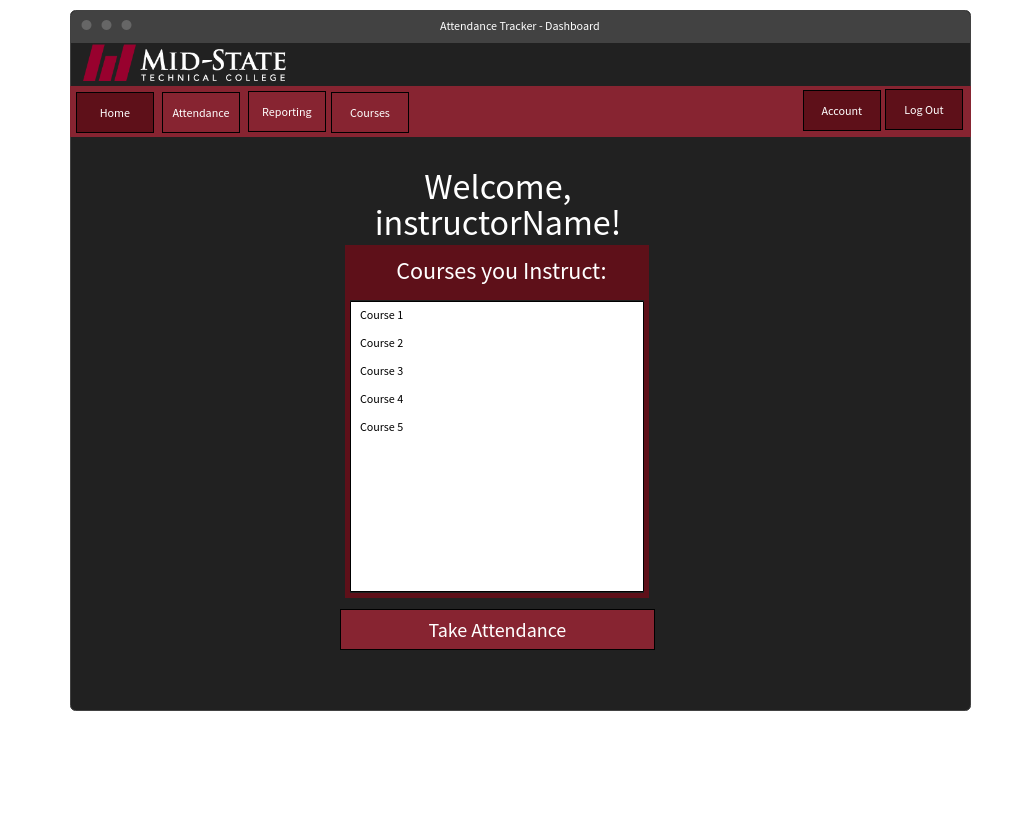 Attendance Tracker - Dashboard
MID-STATE
TECHNICAL COLLEGE
Home
Attendance
Reporting
Courses
Account
Log Out
Welcome,
instructorName!
Courses you Instruct:
Course 1
Course 2
Course 3
Course 4
Course 5
Take Attendance